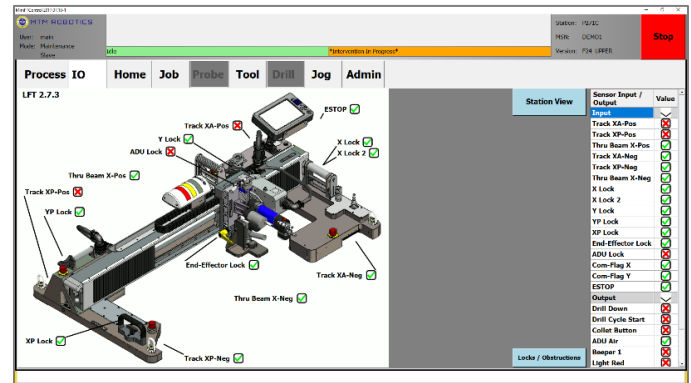 MTM ROBOTICS
User: main
Mode: Maintenance
Slave
Idle
*Intervention In Progress*
Station: P171C
MSN: DEMO1
Version: F24 UPPER
Stop
Process IO Home Job Probe Tool Drill Jog Admin
LFT 2.7.3
ESTOP
Track XA-Pos
Y Lock
ADU Lock
X Lock
X Lock 2
Thru Beam X-Pos
Track XP-Pos
YP Lock
End-Effector Lock
Track XA-Neg
Thru Beam X-Neg
XP Lock
Track XP-Neg
Station View
Locks / Obstructions
Sensor Input / Output Value
Input
Track XA-Pos
Track XP-Pos
Thru Beam X-Pos
Track XA-Neg
Track XP-Neg
Thru Beam X-Neg
X Lock
X Lock 2
Y Lock
YP Lock
XP Lock
End-Effector Lock
ADU Lock
Com-Flag X
Com-Flag Y
ESTOP
Output
Drill Down
Drill Cycle Start
Collet Button
ADU Air
Beeper 1
Light Red